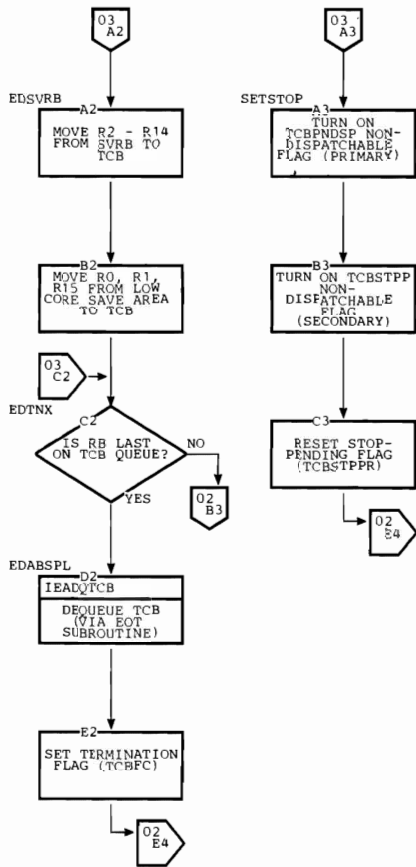 03
A2
EDSVRB
A2
MOVE R2 - R14
FROM SVRB TO
TCB
B2
MOVE R0, R1,
R15 FROM LOW
CORE SAVE AREA
TO TCB
03
C2
EDTNX
C2
IS RB LAST
ON TCB QUEUE?
NO
02
B3
YES
EDABSPL
D2
IEADQTCB
DEQUEUE TCB
(VIA EOT
SUBROUTINE)
E2
SET TERMINATION
FLAG (TCBFC)
02
E4
03
A3
SETSTOP
A3
TURN ON
TCBPNDSP NON-
DISPATCHABLE
FLAG (PRIMARY)
B3
TURN ON TCBSTPP
NON-
DISPATCHABLE
FLAG
(SECONDARY)
C3
RESET STOP-
PENDING FLAG
(TCBSTPPR)
02
E4